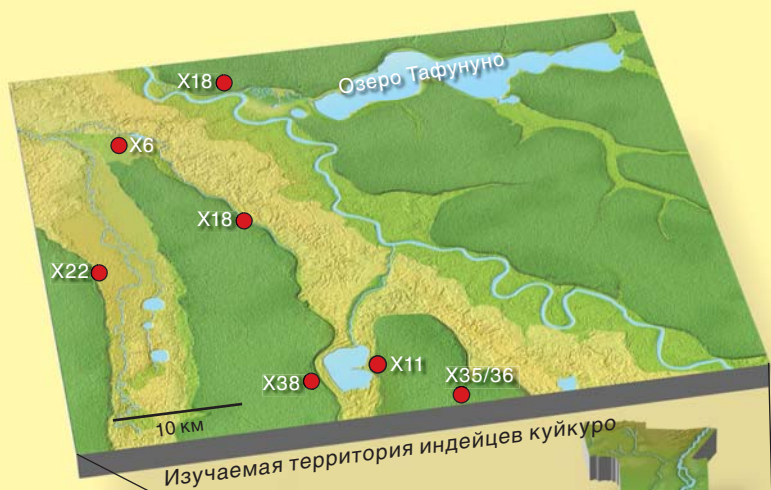 Озеро Тафунуно
X18
X6
X18
X22
X11
X38
X35/36
10 км
Изучаемая территория индейцев куйкуро